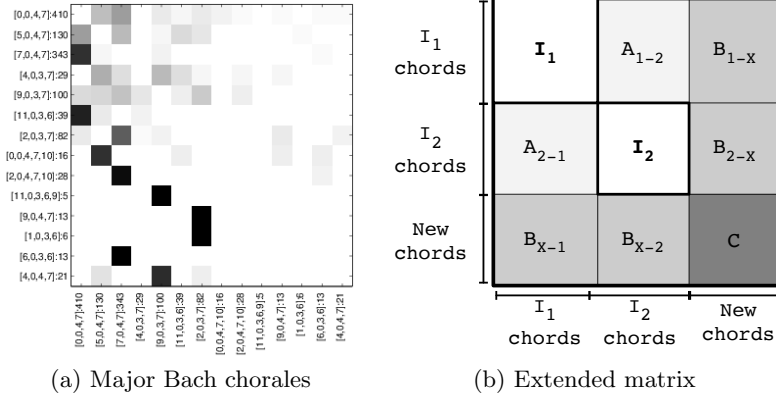 [0,0,4,7]:410
[5,0,4,7]:130
[7,0,4,7]:343
[4,0,3,7]:29
[9,0,3,7]:100
[11,0,3,6]:39
[2,0,3,7]:82
[0,0,4,7,10]:16
[2,0,4,7,10]:28
[11,0,3,6,9]:5
[9,0,4,7]:13
[1,0,3,6]:6
[6,0,3,6]:13
[4,0,4,7]:21
[0,0,4,7]:410
[5,0,4,7]:130
[7,0,4,7]:343
[4,0,3,7]:29
[9,0,3,7]:100
[11,0,3,6]:39
[2,0,3,7]:82
[0,0,4,7,10]:16
[2,0,4,7,10]:28
[11,0,3,6,9]5
[9,0,4,7]:13
[1,0,3,6]6
[6,0,3,6]:13
[4,0,4,7]:21
(a) Major Bach chorales
I1 chords
I2 chords
New chords
I1
A1-2
B1-X
A2-1
I2
B2-X
BX-1
BX-2
C
I1 chords
I2 chords
New chords
(b) Extended matrix